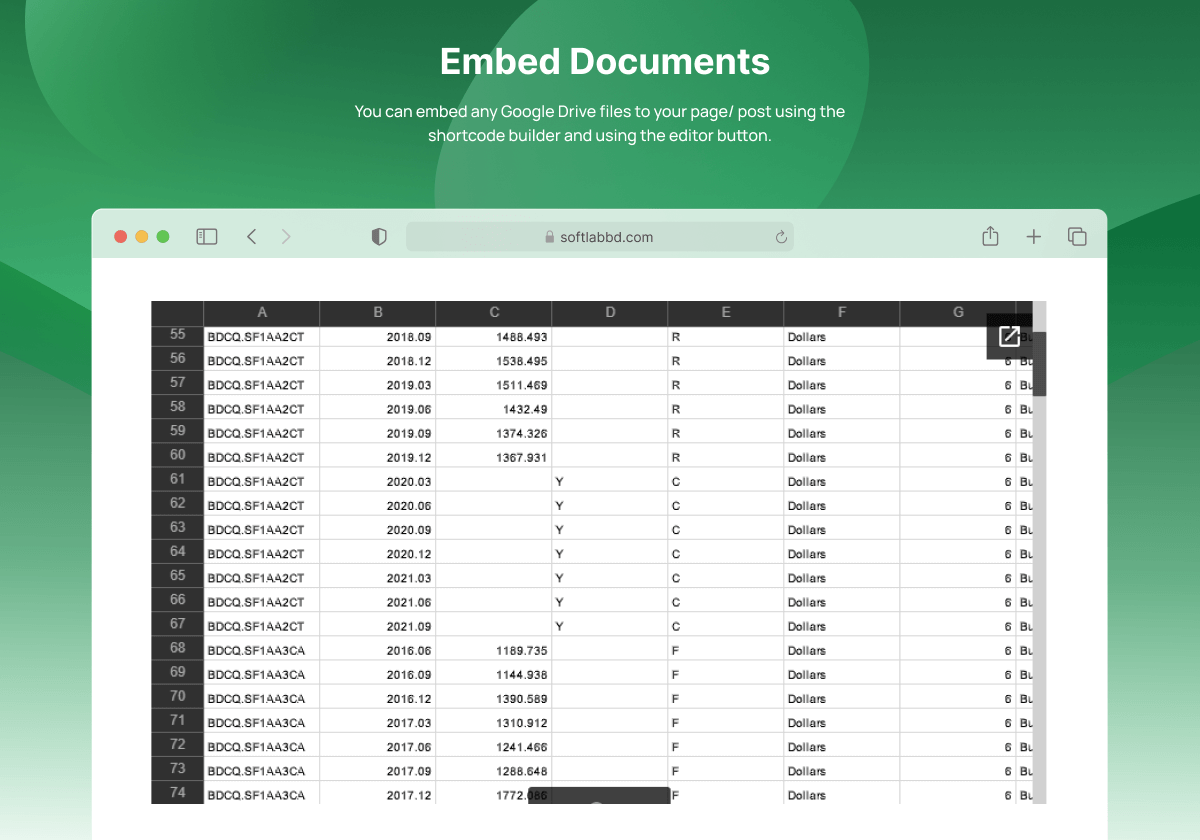 Embed Documents
You can embed any Google Drive files to your page/ post using the
shortcode builder and using the editor button.
softlabbd.com
A B C D E F G
55 BDCQ.SF1AA2CT 2018.09 1488.493 R Dollars
56 BDCQ.SF1AA2CT 2018.12 1538.495 R Dollars 6 Bu
57 BDCQ.SF1AA2CT 2019.03 1511.469 R Dollars 6 Bu
58 BDCQ.SF1AA2CT 2019.06 1432.49 R Dollars 6 Bu
59 BDCQ.SF1AA2CT 2019.09 1374.326 R Dollars 6 Bu
60 BDCQ.SF1AA2CT 2019.12 1367.931 R Dollars 6 Bu
61 BDCQ.SF1AA2CT 2020.03 Y C Dollars 6 Bu
62 BDCQ.SF1AA2CT 2020.06 Y C Dollars 6 Bu
63 BDCQ.SF1AA2CT 2020.09 Y C Dollars 6 Bu
64 BDCQ.SF1AA2CT 2020.12 Y C Dollars 6 Bu
65 BDCQ.SF1AA2CT 2021.03 Y C Dollars 6 Bu
66 BDCQ.SF1AA2CT 2021.06 Y C Dollars 6 Bu
67 BDCQ.SF1AA2CT 2021.09 Y C Dollars 6 Bu
68 BDCQ.SF1AA3CA 2016.06 1189.735 F Dollars 6 Bu
69 BDCQ.SF1AA3CA 2016.09 1144.938 F Dollars 6 Bu
70 BDCQ.SF1AA3CA 2016.12 1390.589 F Dollars 6 Bu
71 BDCQ.SF1AA3CA 2017.03 1310.912 F Dollars 6 Bu
72 BDCQ.SF1AA3CA 2017.06 1241.466 F Dollars 6 Bu
73 BDCQ.SF1AA3CA 2017.09 1288.648 F Dollars 6 Bu
74 BDCQ.SF1AA3CA 2017.12 1772.086 F Dollars 6 Bu